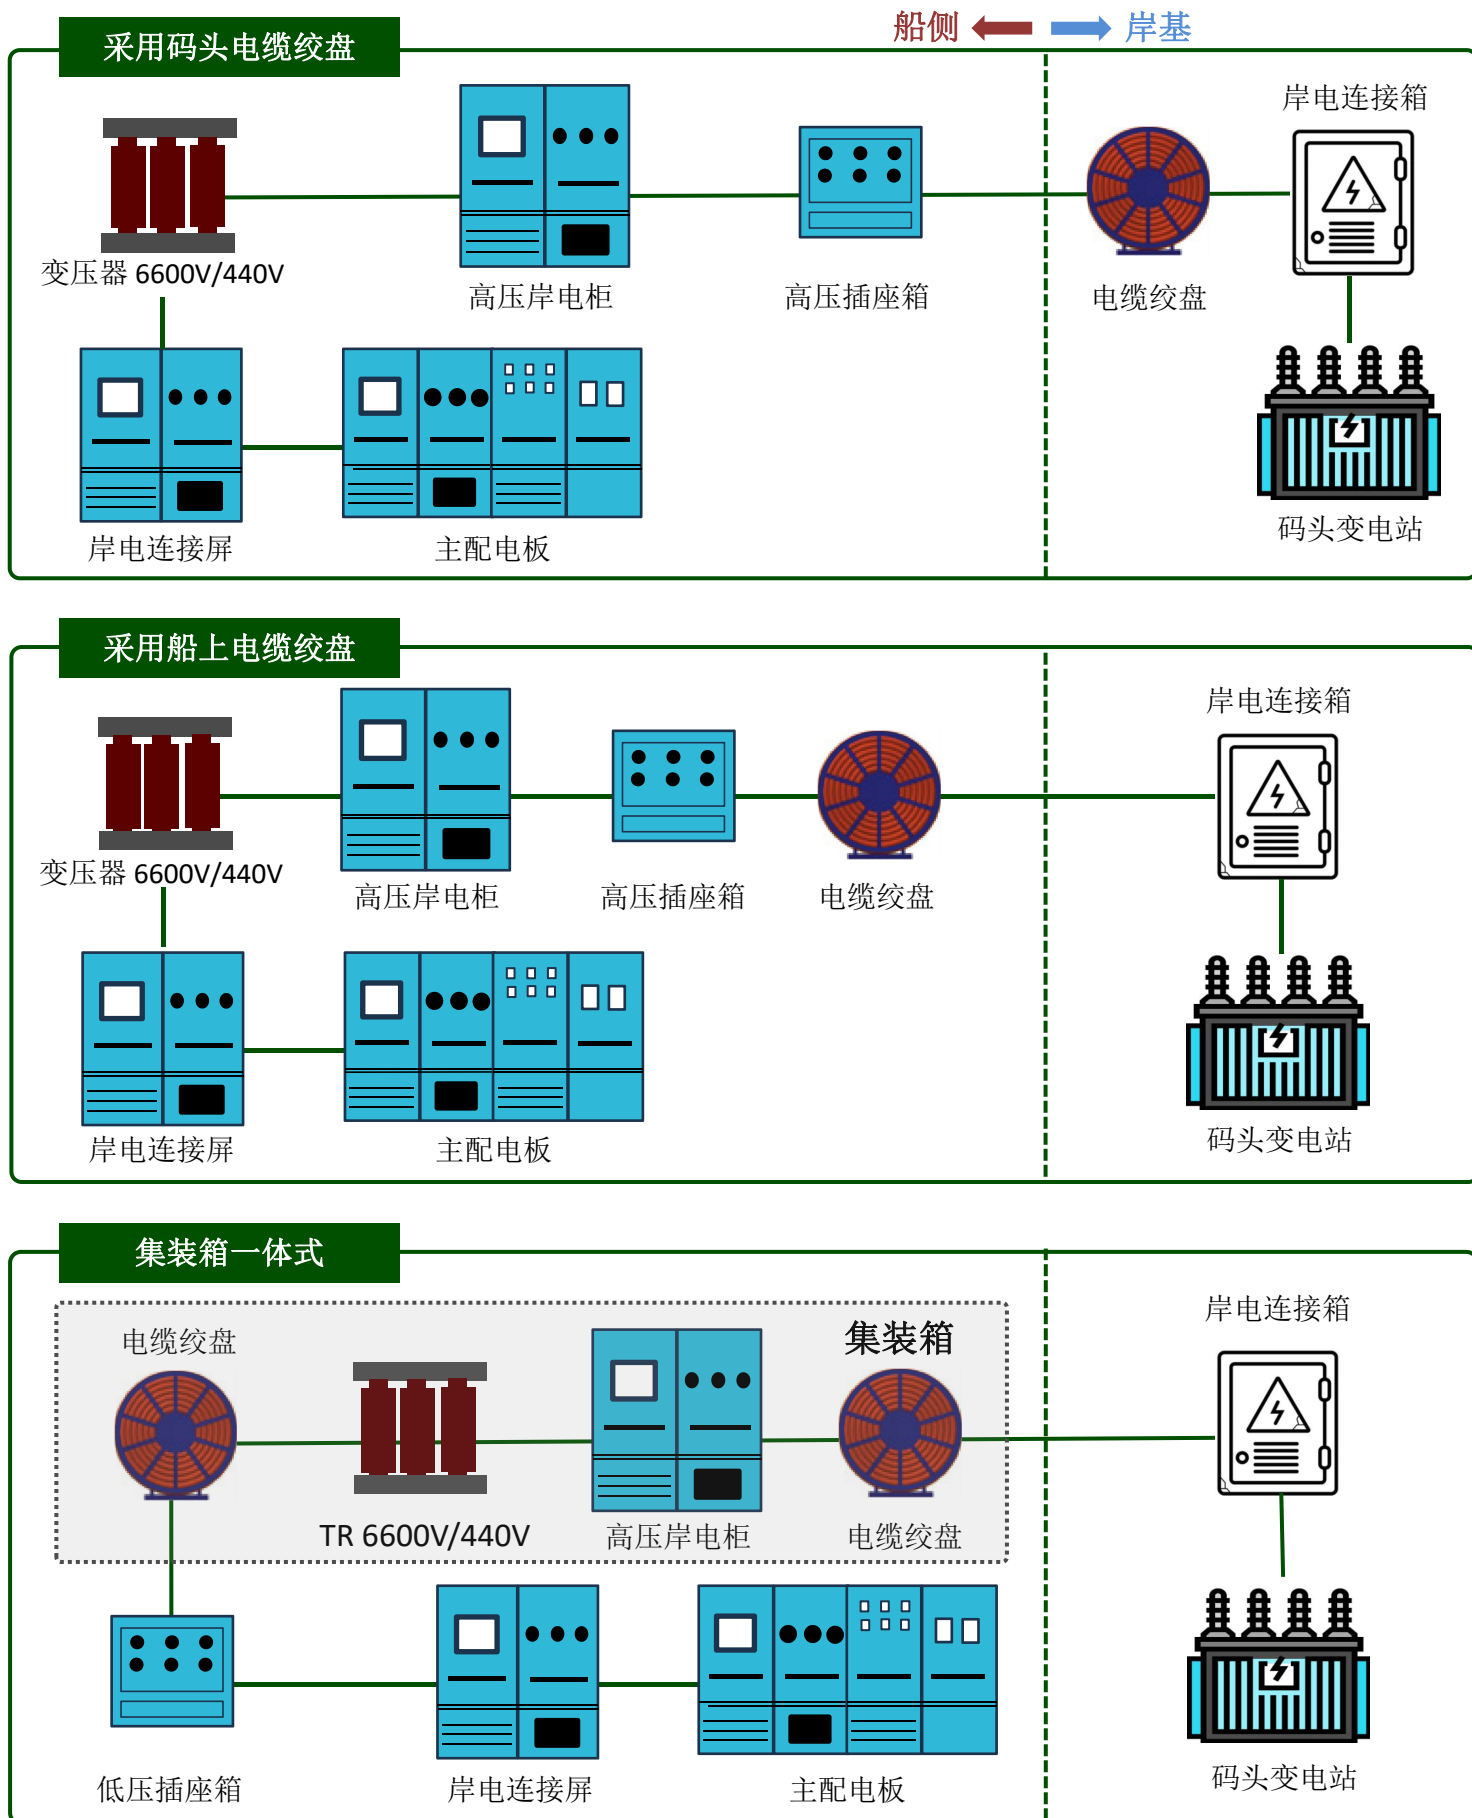 船侧 岸基
采用码头电缆绞盘
岸电连接箱
变压器 6600V/440V
高压岸电柜
高压插座箱
电缆绞盘
岸电连接屏
主配电板
码头变电站
采用船上电缆绞盘
岸电连接箱
变压器 6600V/440V
高压岸电柜
高压插座箱
电缆绞盘
岸电连接屏
主配电板
码头变电站
集装箱一体式
电缆绞盘
集装箱
岸电连接箱
TR 6600V/440V
高压岸电柜
电缆绞盘
低压插座箱
岸电连接屏
主配电板
码头变电站